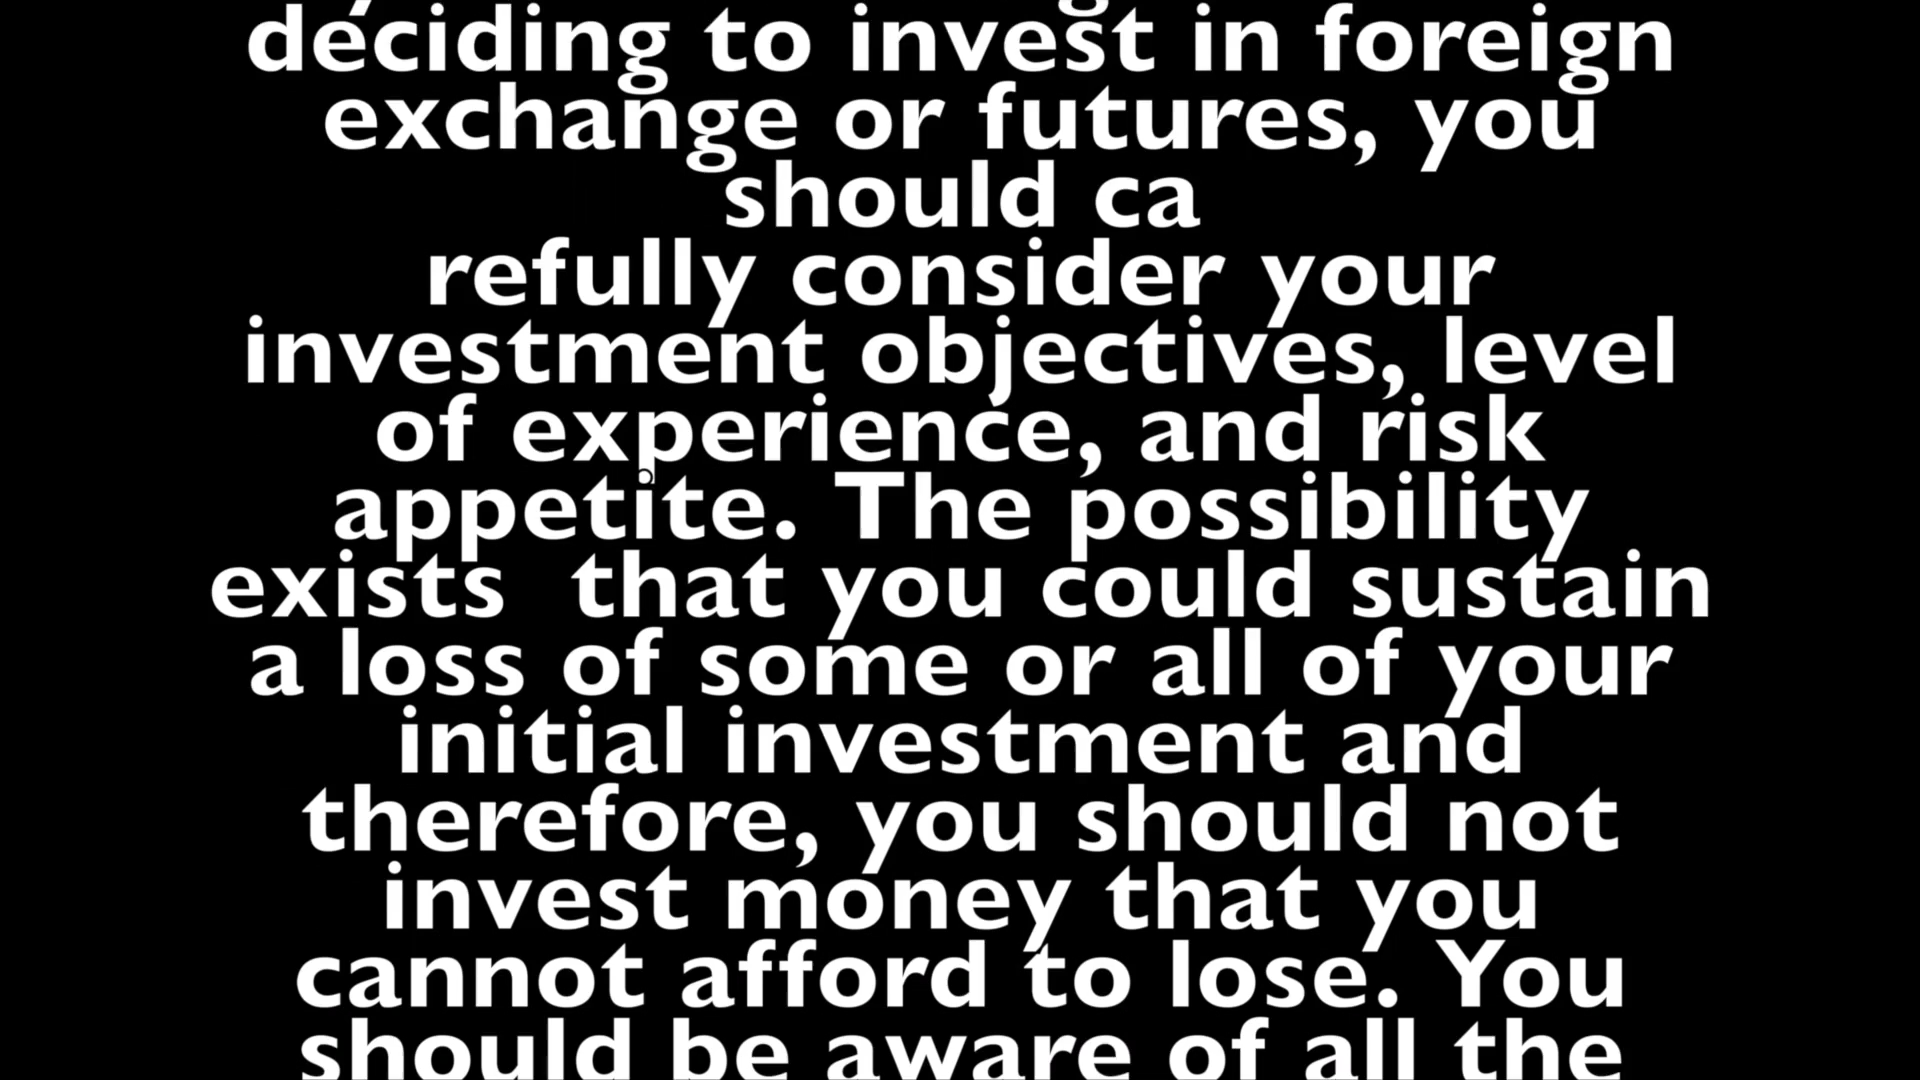 deciding to invest in foreign
exchange or futures, you
should ca
refully consider your
investment objectives, level
of experience, and risk
appetite. The possibility
exists  that you could sustain
a loss of some or all of your
initial investment and
therefore, you should not
invest money that you
cannot afford to lose. You
should be aware of all the